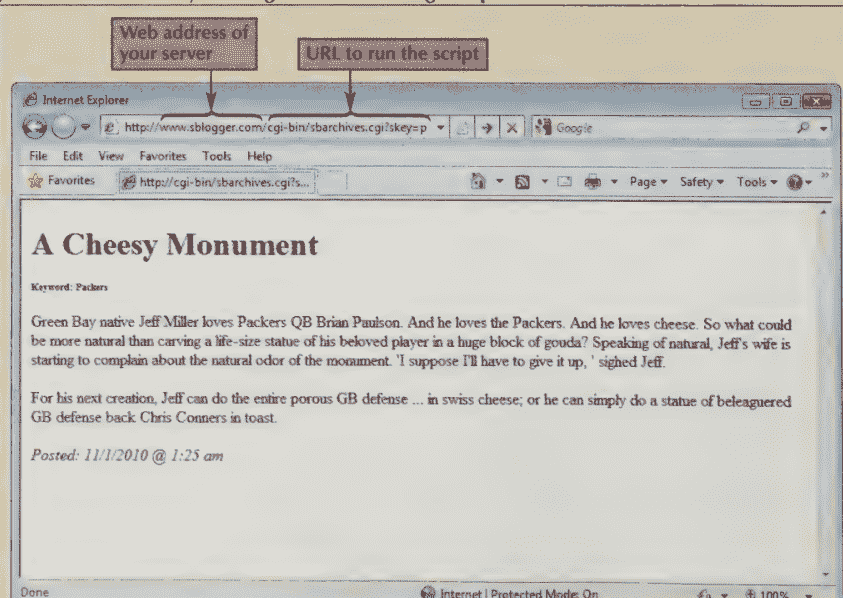 Web address of
your server
URL to run the script
Internet Explorer
http://www.sblogger.com/cgi-bin/sbarchives.cgi?skey=p
Google
File Edit View Favorites Tools Help
Favorites
http://cgi-bin/sbarchives.cgi?s...
Page Safety Tools
A Cheesy Monument
Keyword: Packers
Green Bay native Jeff Miller loves Packers QB Brian Paulson. And he loves the Packers. And he loves cheese. So what could
be more natural than carving a life-size statue of his beloved player in a huge block of gouda? Speaking of natural, Jeff's wife is
starting to complain about the natural odor of the monument. 'I suppose I'll have to give it up, ' sighed Jeff.
For his next creation, Jeff can do the entire porous GB defense ... in swiss cheese; or he can simply do a statue of beleaguered
GB defense back Chris Conners in toast.
Posted: 11/1/2010 @ 1:25 am
Done
Internet | Protected Mode: On
100%